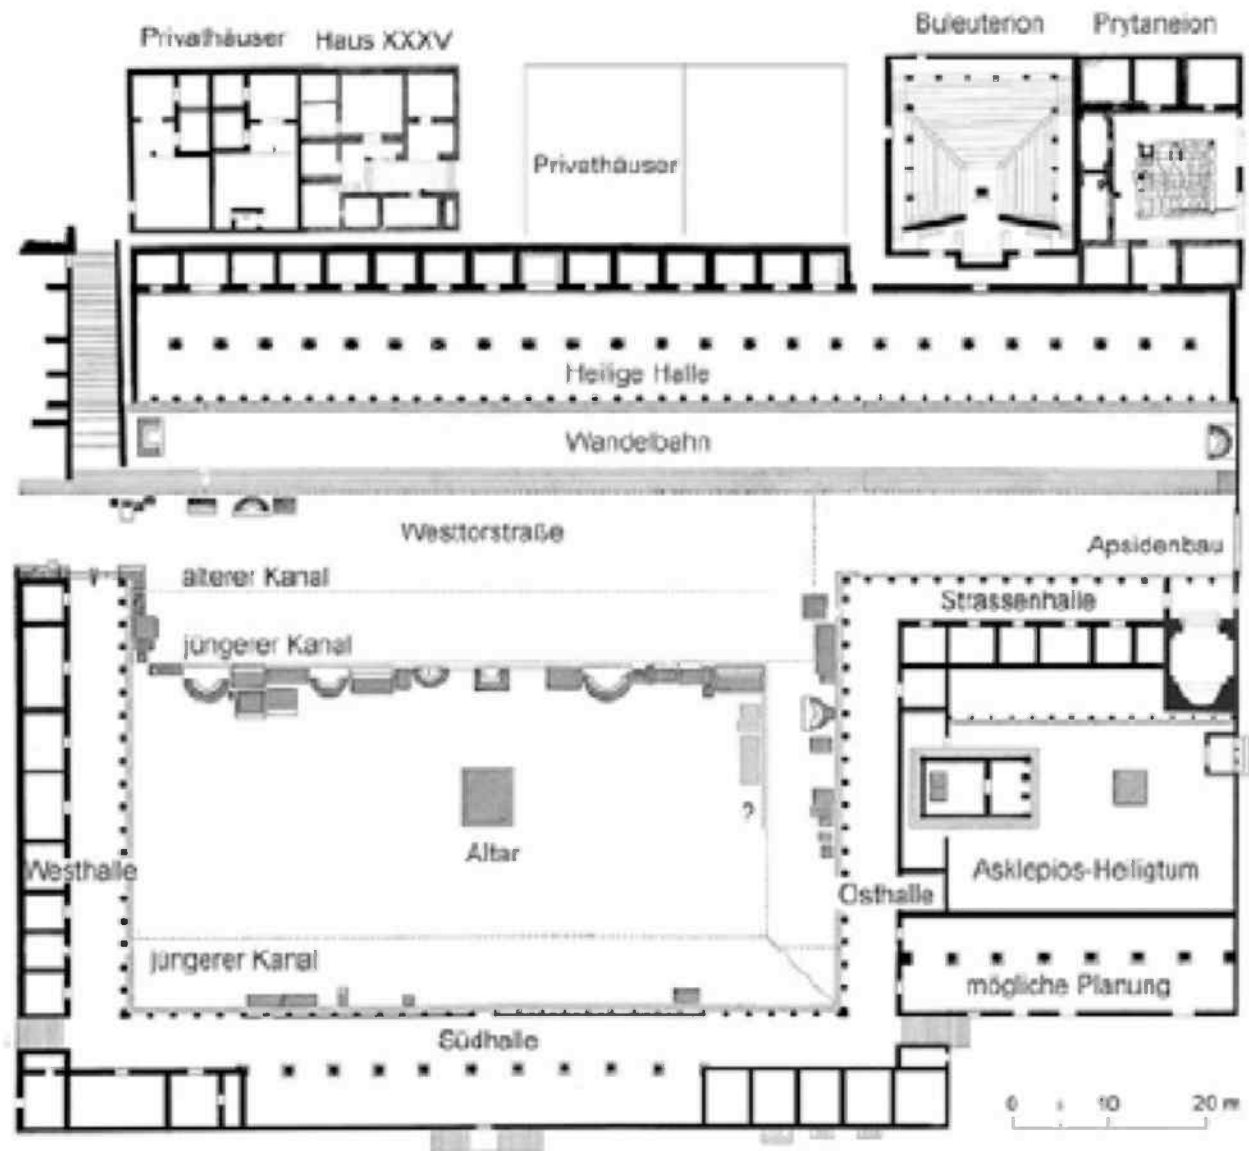 Buleuterion Prytaneion
Privathäuser Haus XXXV
Privathäuser
Heilige Halle
Wandelbahn
Westtorstraße
Apsidenbau
älterer Kanal
Strassenhalle
jüngerer Kanal
?
Altar
Westhalle
Asklepios-Heiligtum
Osthalle
jüngerer Kanal
mögliche Planung
Südhalle
0 10 20 m